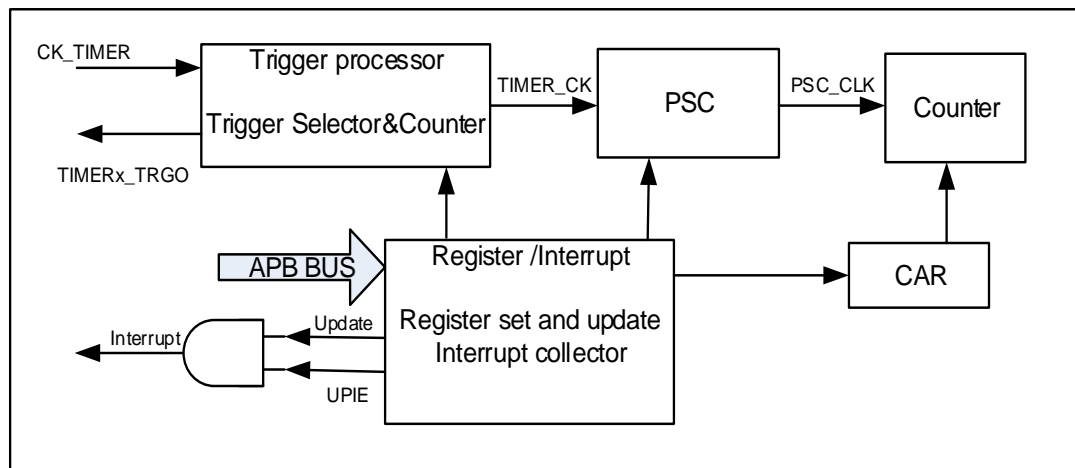 CK_TIMER
TIMERx_TRGO
Trigger processor
Trigger Selector&Counter
TIMER_CK
PSC
PSC_CLK
Counter
APB BUS
Register /Interrupt
Register set and update
Interrupt collector
CAR
Update
Interrupt
UPIE